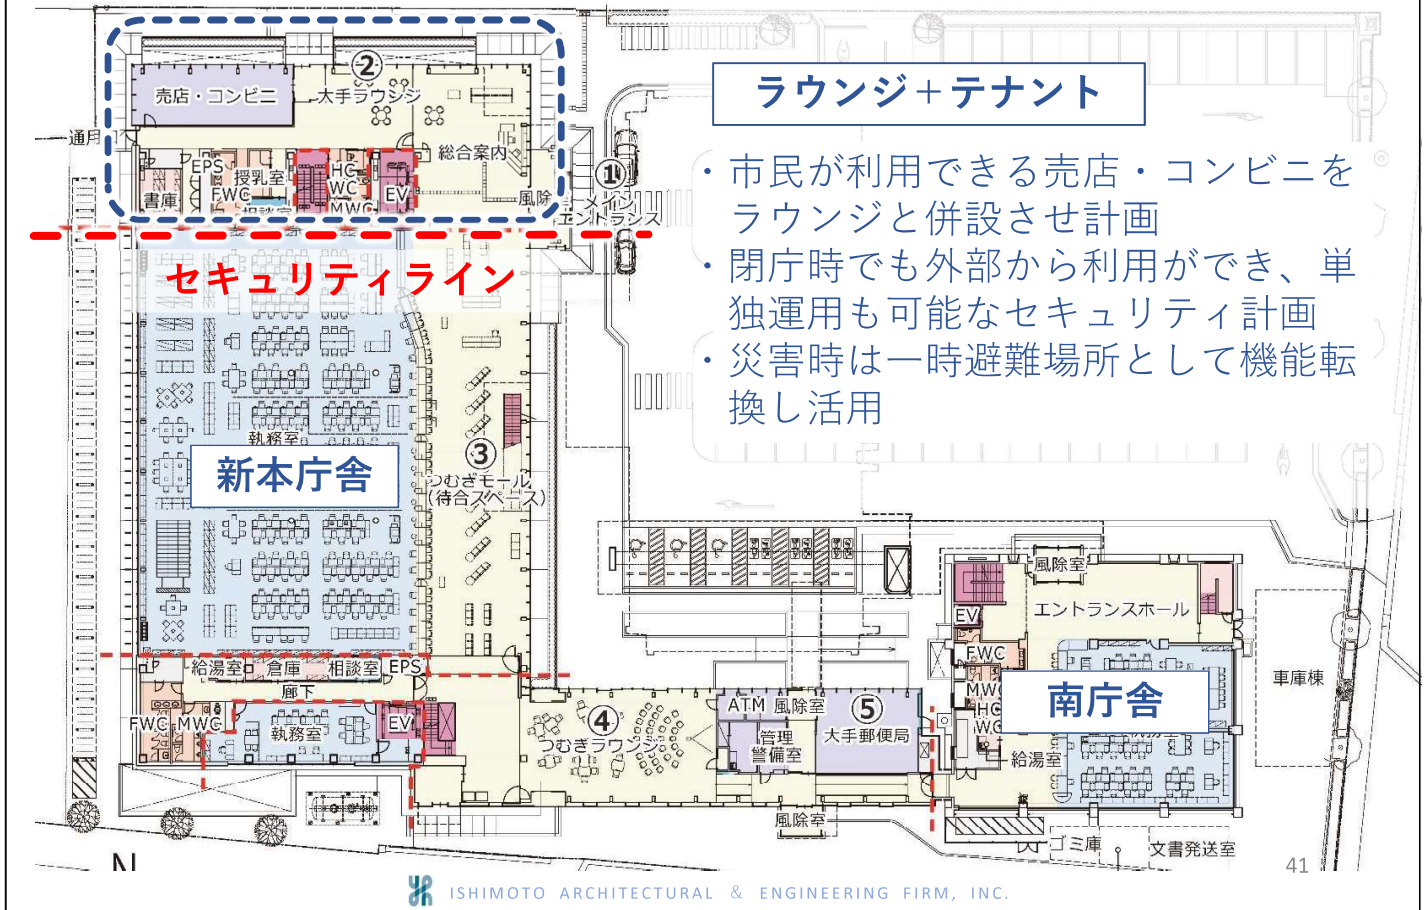 ラウンジ＋テナント
・市民が利用できる売店・コンビニを
ラウンジと併設させ計画
・閉庁時でも外部から利用ができ、単
独運用も可能なセキュリティ計画
・災害時は一時避難場所として機能転
換し活用
②
売店・コンビニ
大手ラウンジ
通用口
総合案内
EPS
授乳室
FWC
書庫
相談室
HC
WC
MWC
EV
風除
①
メイン
エントランス
セキュリティライン
執務室
新本庁舎
③
つむぎモール
（待合スペース）
給湯室
倉庫
相談室
EPS
廊下
FWC
MWC
執務室
EV
④
つむぎラウンジ
ATM
風除室
管理
警備室
⑤
大手郵便局
風除室
風除室
エントランスホール
EV
FWC
MWC
HC
WC
給湯室
南庁舎
車庫棟
ゴミ庫
文書発送室
N
41
ISHIMOTO ARCHITECTURAL & ENGINEERING FIRM, INC.